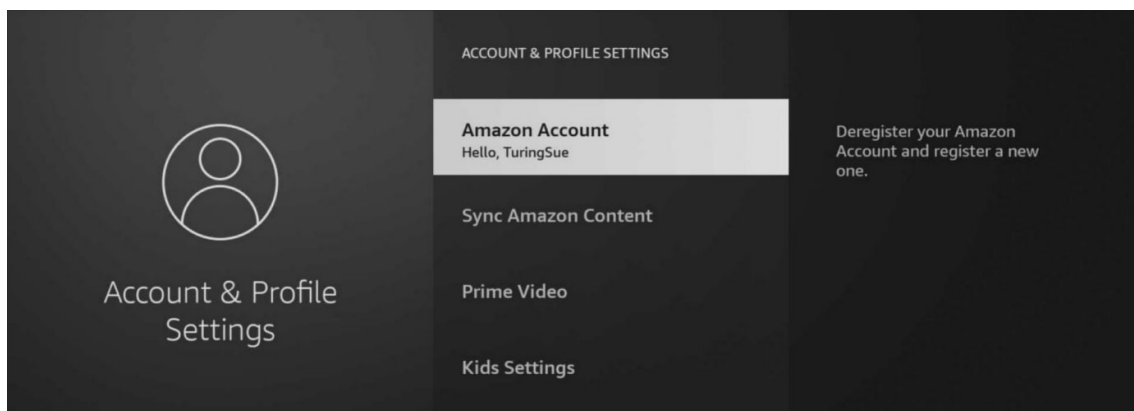 Account & Profile
Settings
ACCOUNT & PROFILE SETTINGS
Amazon Account
Hello, TuringSue
Sync Amazon Content
Prime Video
Kids Settings
Deregister your Amazon
Account and register a new
one.